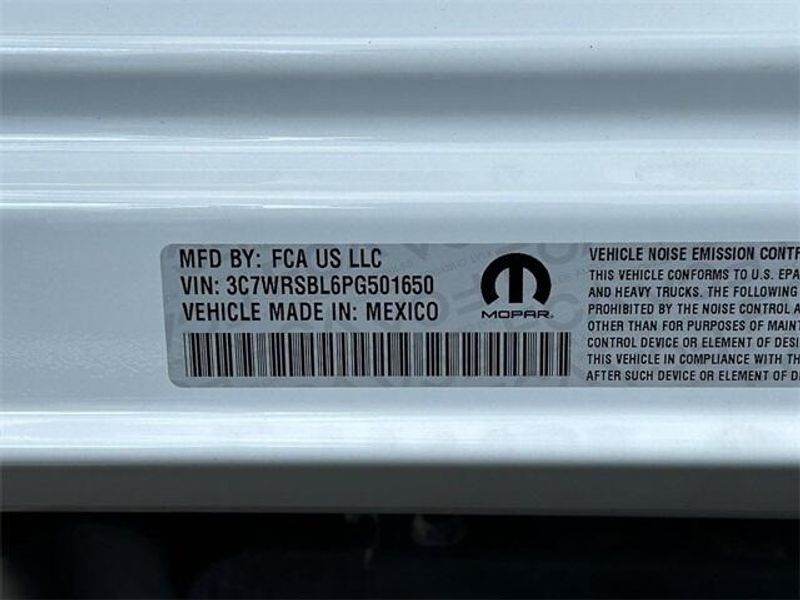 MFD BY: FCA US LLC
VIN: 3C7WRSBL6PG501650
VEHICLE MADE IN: MEXICO
MOPAR
VEHICLE NOISE EMISSION CONTR
THIS VEHICLE CONFORMS TO U.S. EPA
AND HEAVY TRUCKS. THE FOLLOWING
PROHIBITED BY THE NOISE CONTROL A
OTHER THAN FOR PURPOSES OF MAINT
CONTROL DEVICE OR ELEMENT OF DESI
THIS VEHICLE IN COMPLIANCE WITH TH
AFTER SUCH DEVICE OR ELEMENT OF D